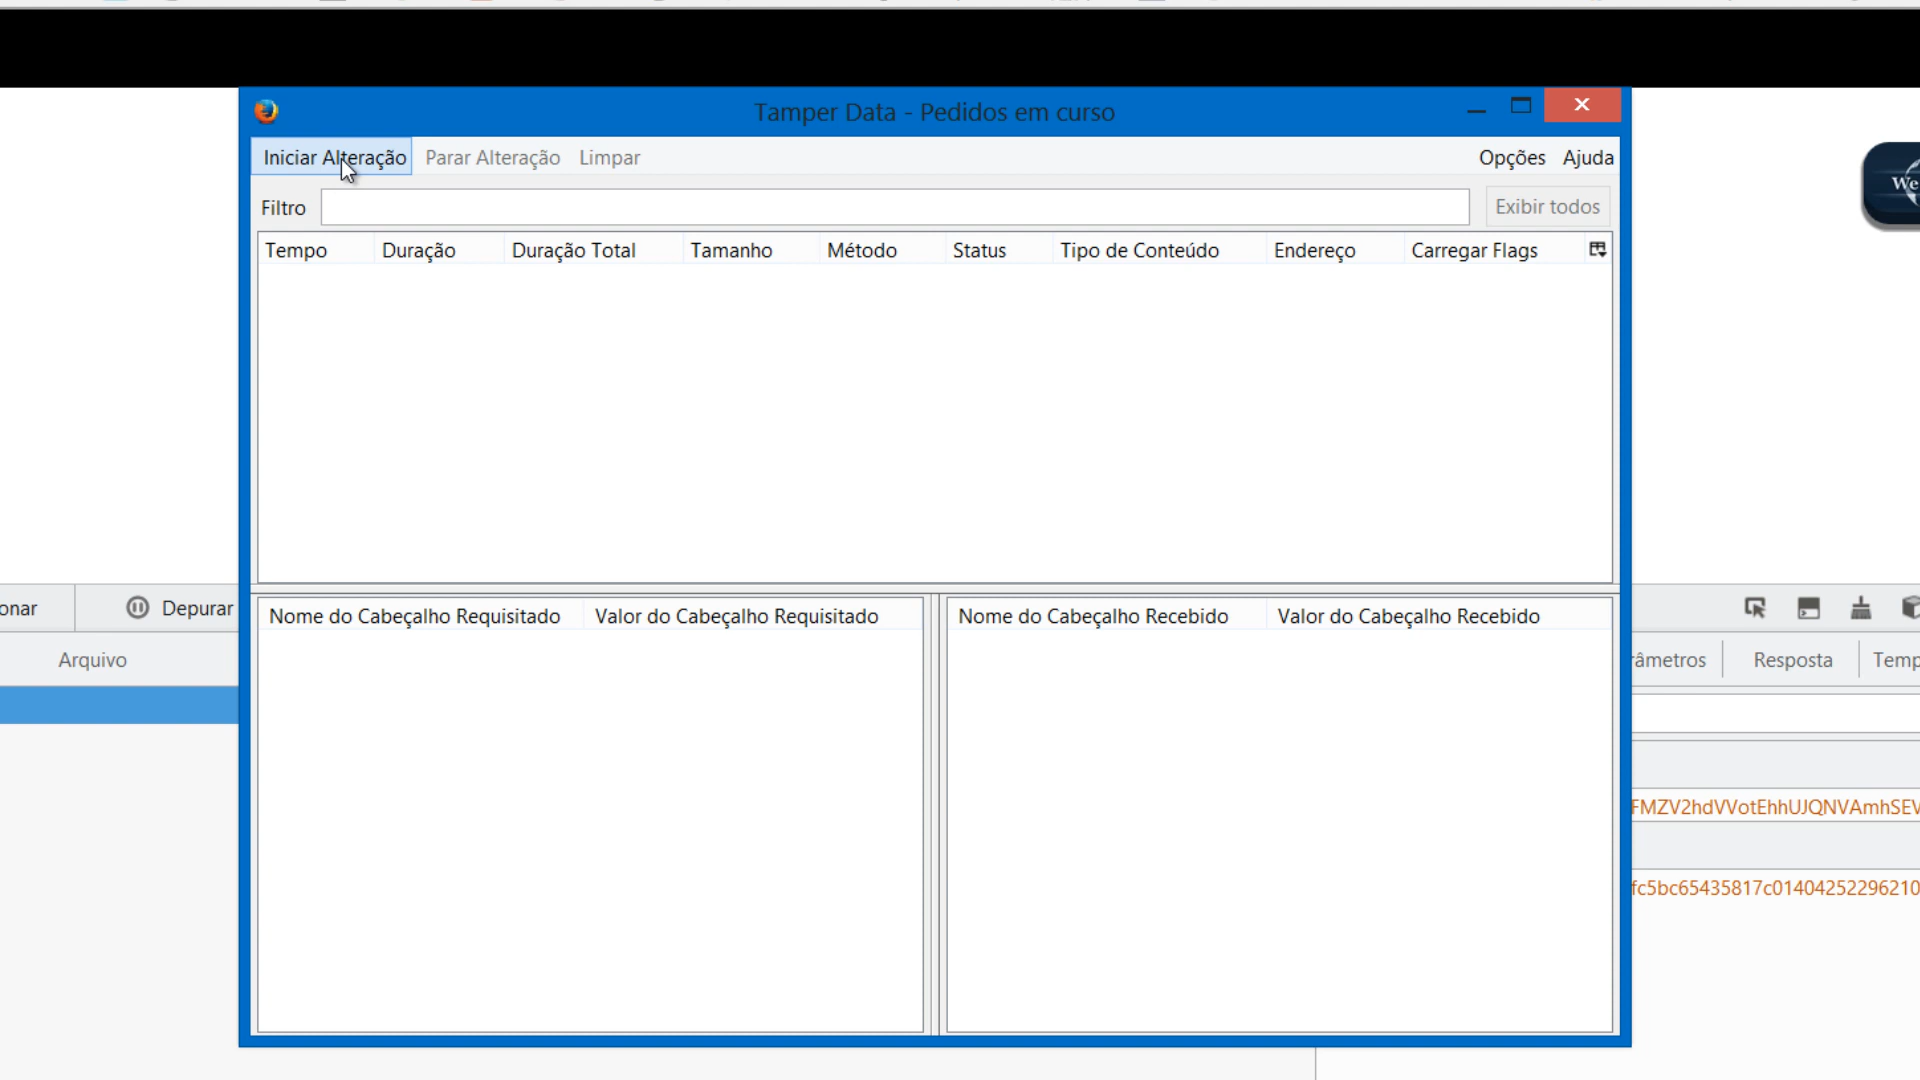 Tamper Data - Pedidos em curso
Iniciar Alteração Parar Alteração Limpar Opções Ajuda
Filtro Exibir todos
Tempo Duração Duração Total Tamanho Método Status Tipo de Conteúdo Endereço Carregar Flags
onar Depurar
Nome do Cabeçalho Requisitado Valor do Cabeçalho Requisitado Nome do Cabeçalho Recebido Valor do Cabeçalho Recebido
Arquivo râmetros Resposta Temp
FMZV2hdVVotEhhUJQNVAmhSEV
fc5bc65435817c01404252296210
We